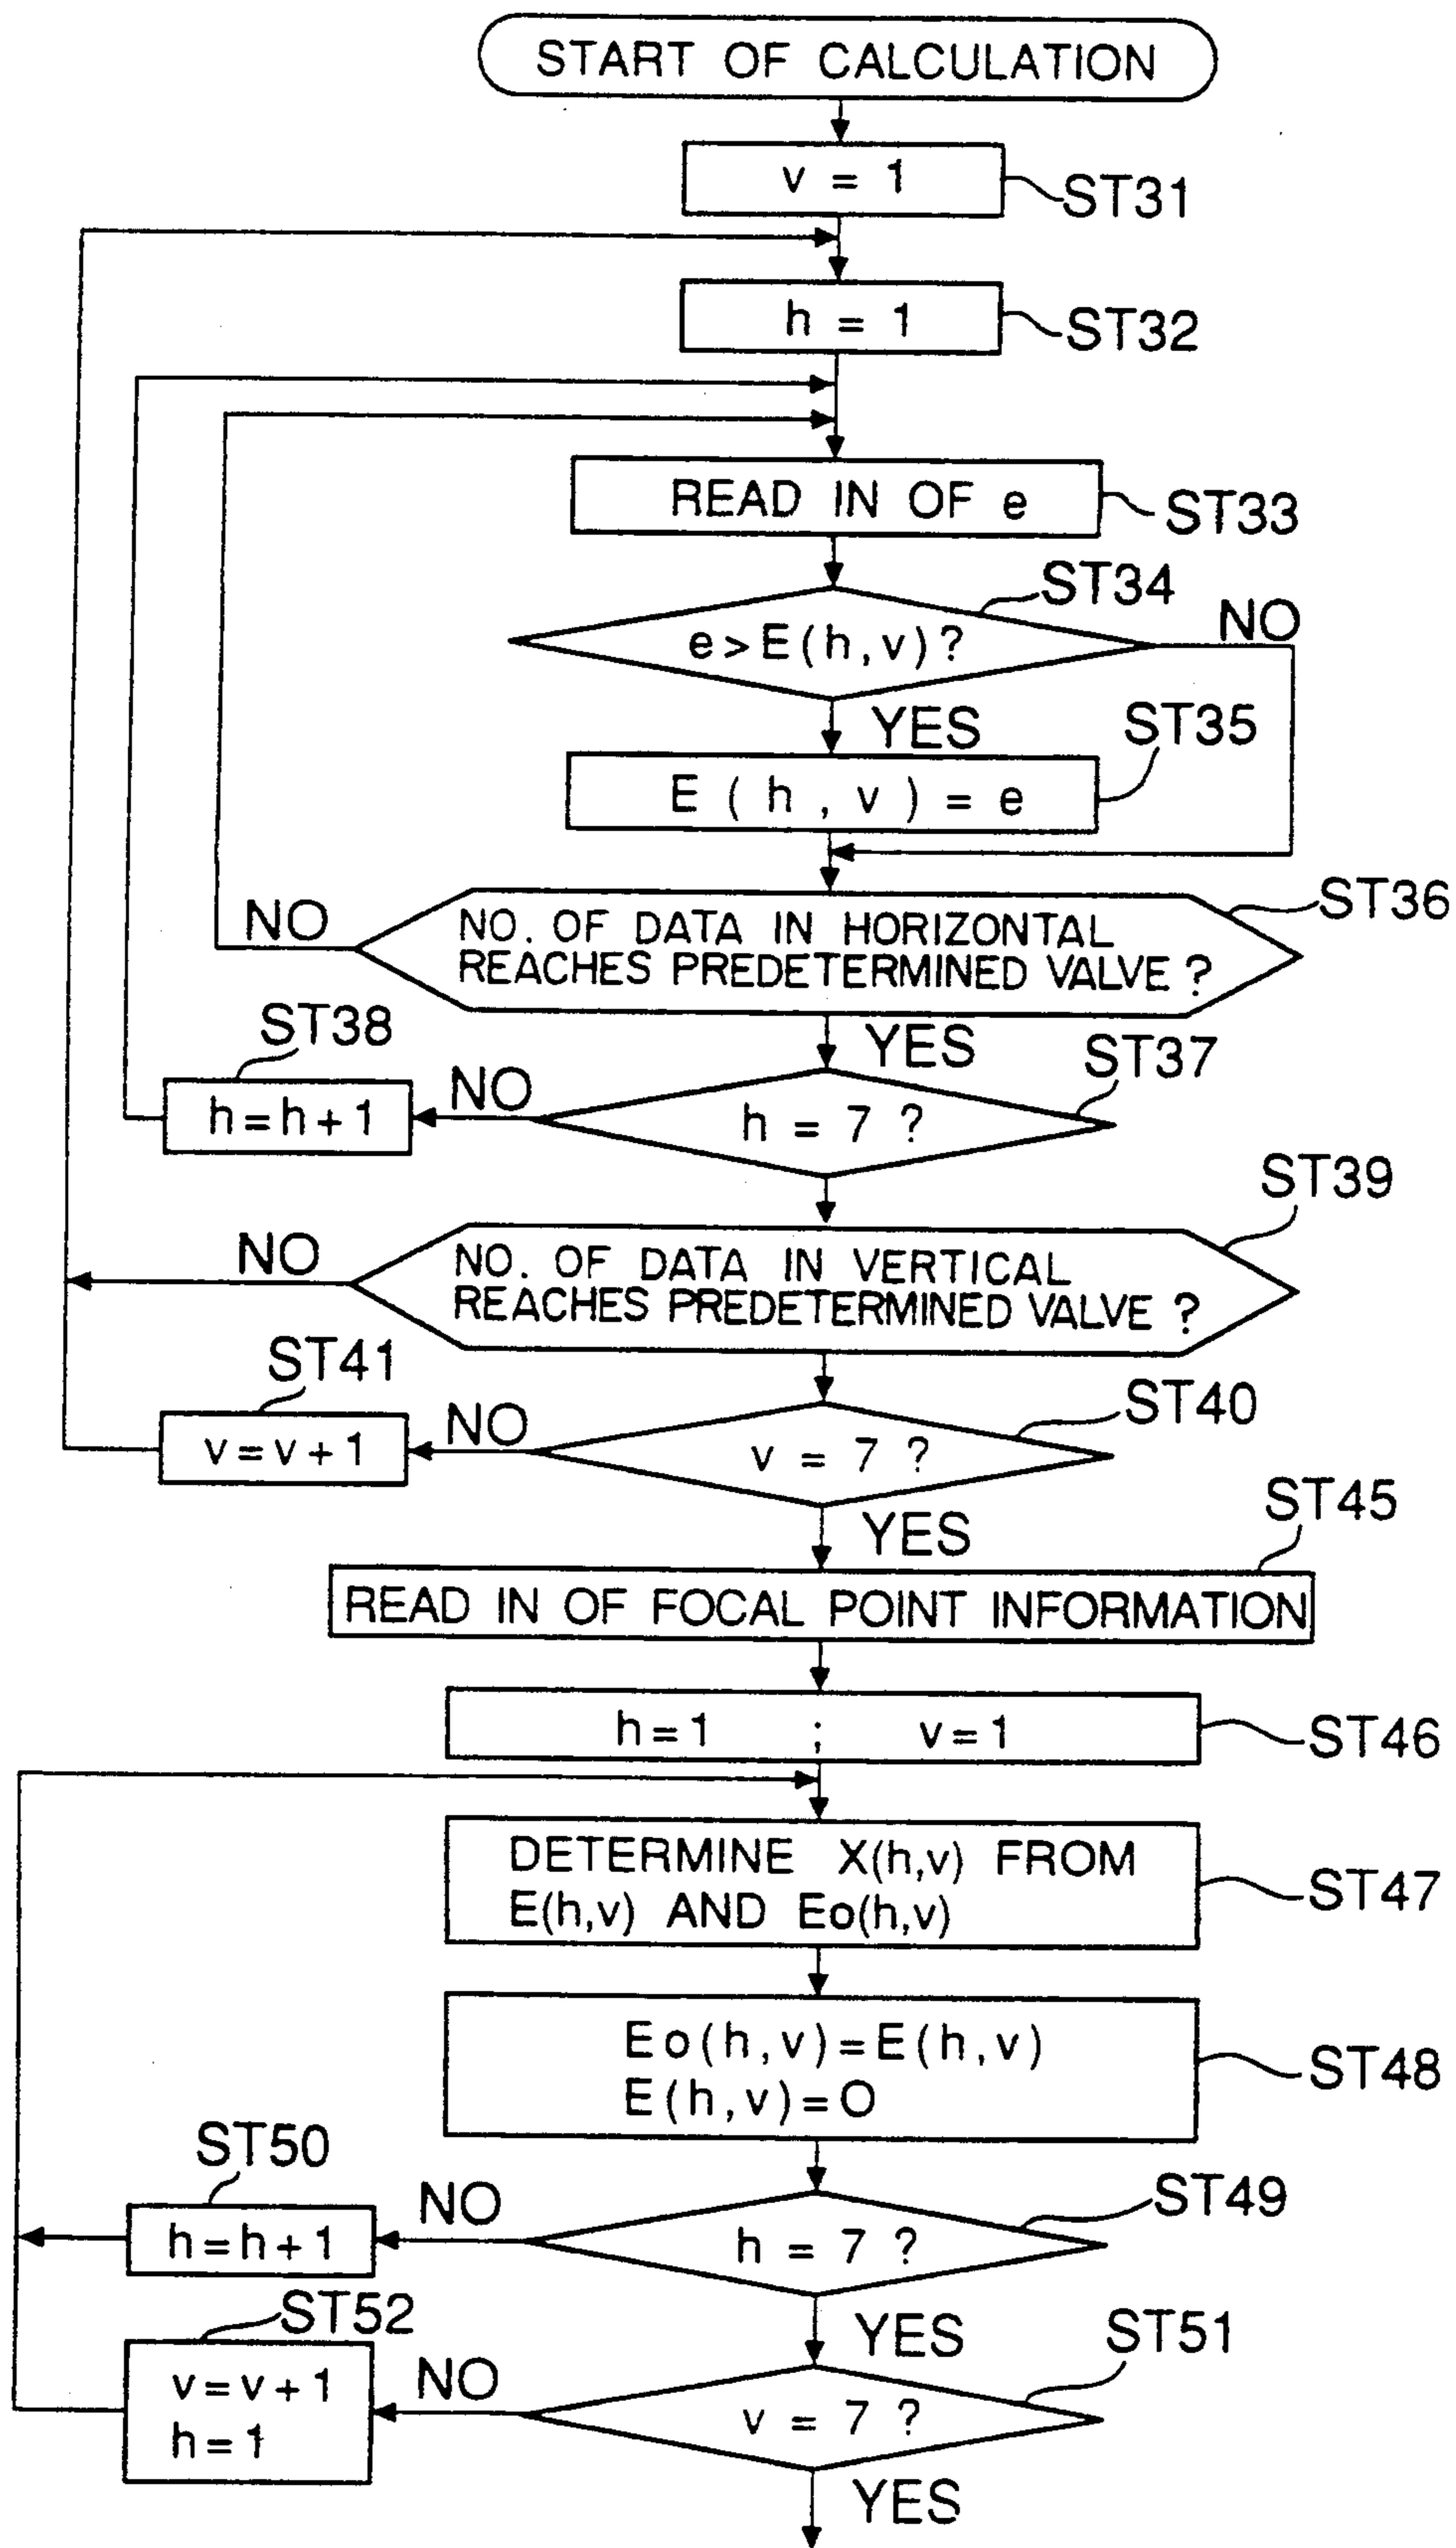 START OF CALCULATION
v = 1
ST31
h = 1
ST32
READ IN OF e
ST33
ST34
e>E(h,v)?
NO
YES
ST35
E ( h , v ) = e
ST36
NO
NO. OF DATA IN HORIZONTAL
REACHES PREDETERMINED VALVE ?
ST38
YES
ST37
h=h+1
NO
h = 7 ?
ST39
NO
NO. OF DATA IN VERTICAL
REACHES PREDETERMINED VALVE ?
ST41
ST40
v=v+1
NO
v = 7 ?
ST45
YES
READ IN OF FOCAL POINT INFORMATION
h=1 ; v=1
ST46
DETERMINE X(h,v) FROM
E(h,v) AND Eo(h,v)
ST47
Eo(h,v)=E(h,v)
E(h,v)=O
ST48
ST50
NO
ST49
h=h+1
h = 7 ?
ST52
YES
ST51
v=v+1
h=1
NO
v = 7 ?
YES